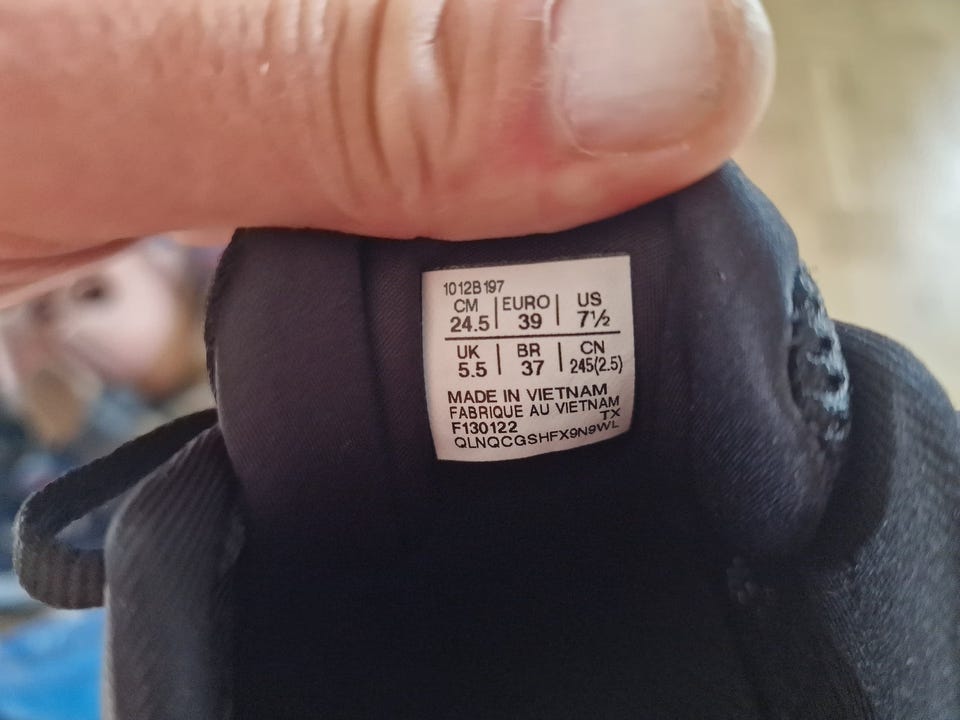 1012B197
CM EURO US
24.5 39 7½
UK BR CN
5.5 37 245(2.5)
MADE IN VIETNAM
FABRIQUE AU VIETNAM
F130122 TX
QLNQCGSHFX9N9WL